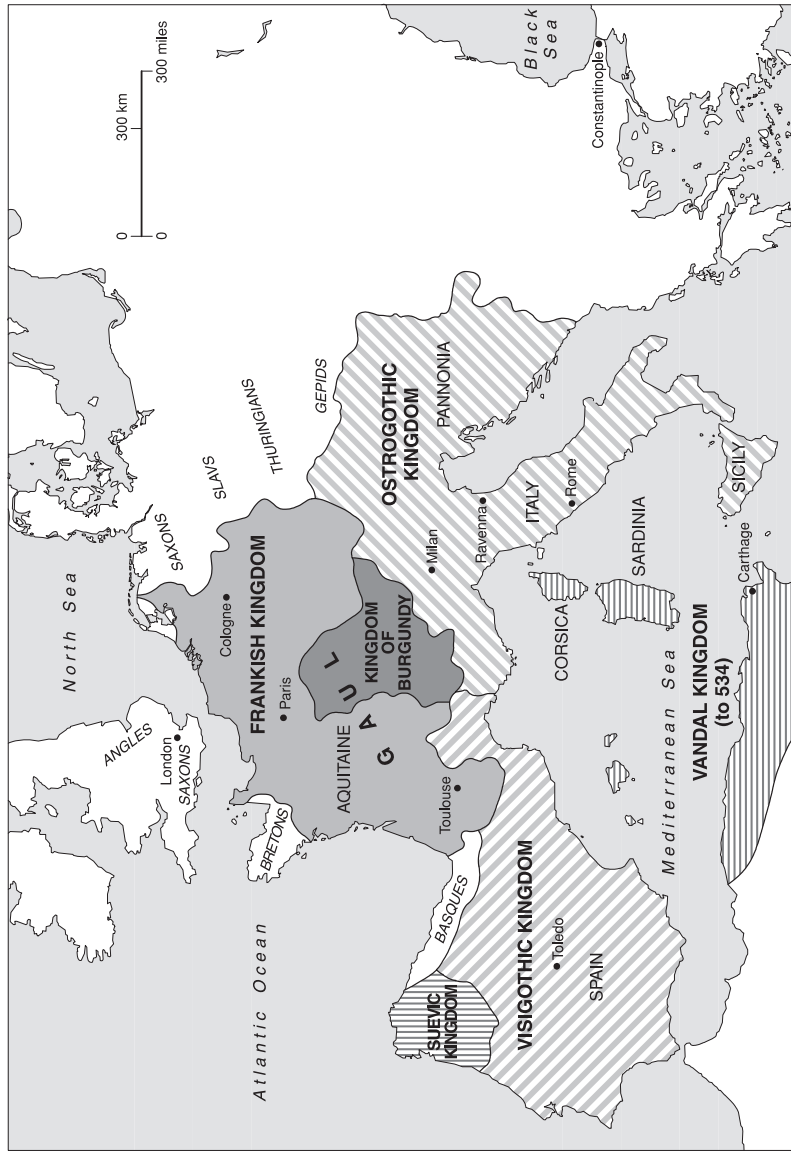 Black
Sea
Constantinople
300 km
300 miles
0
0
North Sea
SAXONS
SLAVS
THURINGIANS
GEPIDS
OSTROGOTHIC
KINGDOM
PANNONIA
Milan
Ravenna
ITALY
Rome
SICILY
SARDINIA
CORSICA
Carthage
Mediterranean Sea
VANDAL KINGDOM
(to 534)
ANGLES
London
SAXONS
BRETONS
Cologne
FRANKISH KINGDOM
Paris
GAUL
KINGDOM
OF
BURGUNDY
AQUITAINE
Toulouse
Atlantic Ocean
BASQUES
SUEVIC
KINGDOM
VISIGOTHIC KINGDOM
Toledo
SPAIN